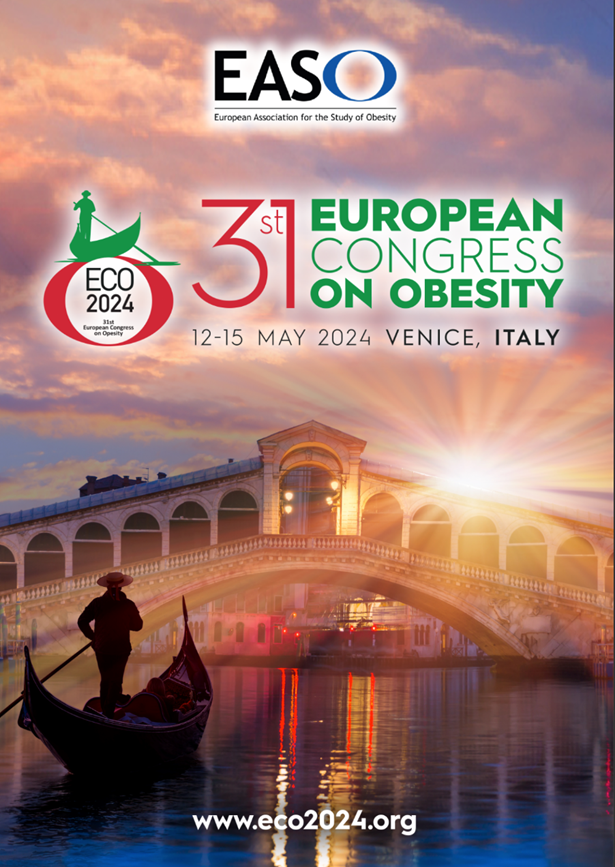 EASO
European Association for the Study of Obesity
31st
EUROPEAN
CONGRESS
ON OBESITY
ECO
2024
31st
European Congress
on Obesity
12-15 MAY 2024 VENICE, ITALY
www.eco2024.org